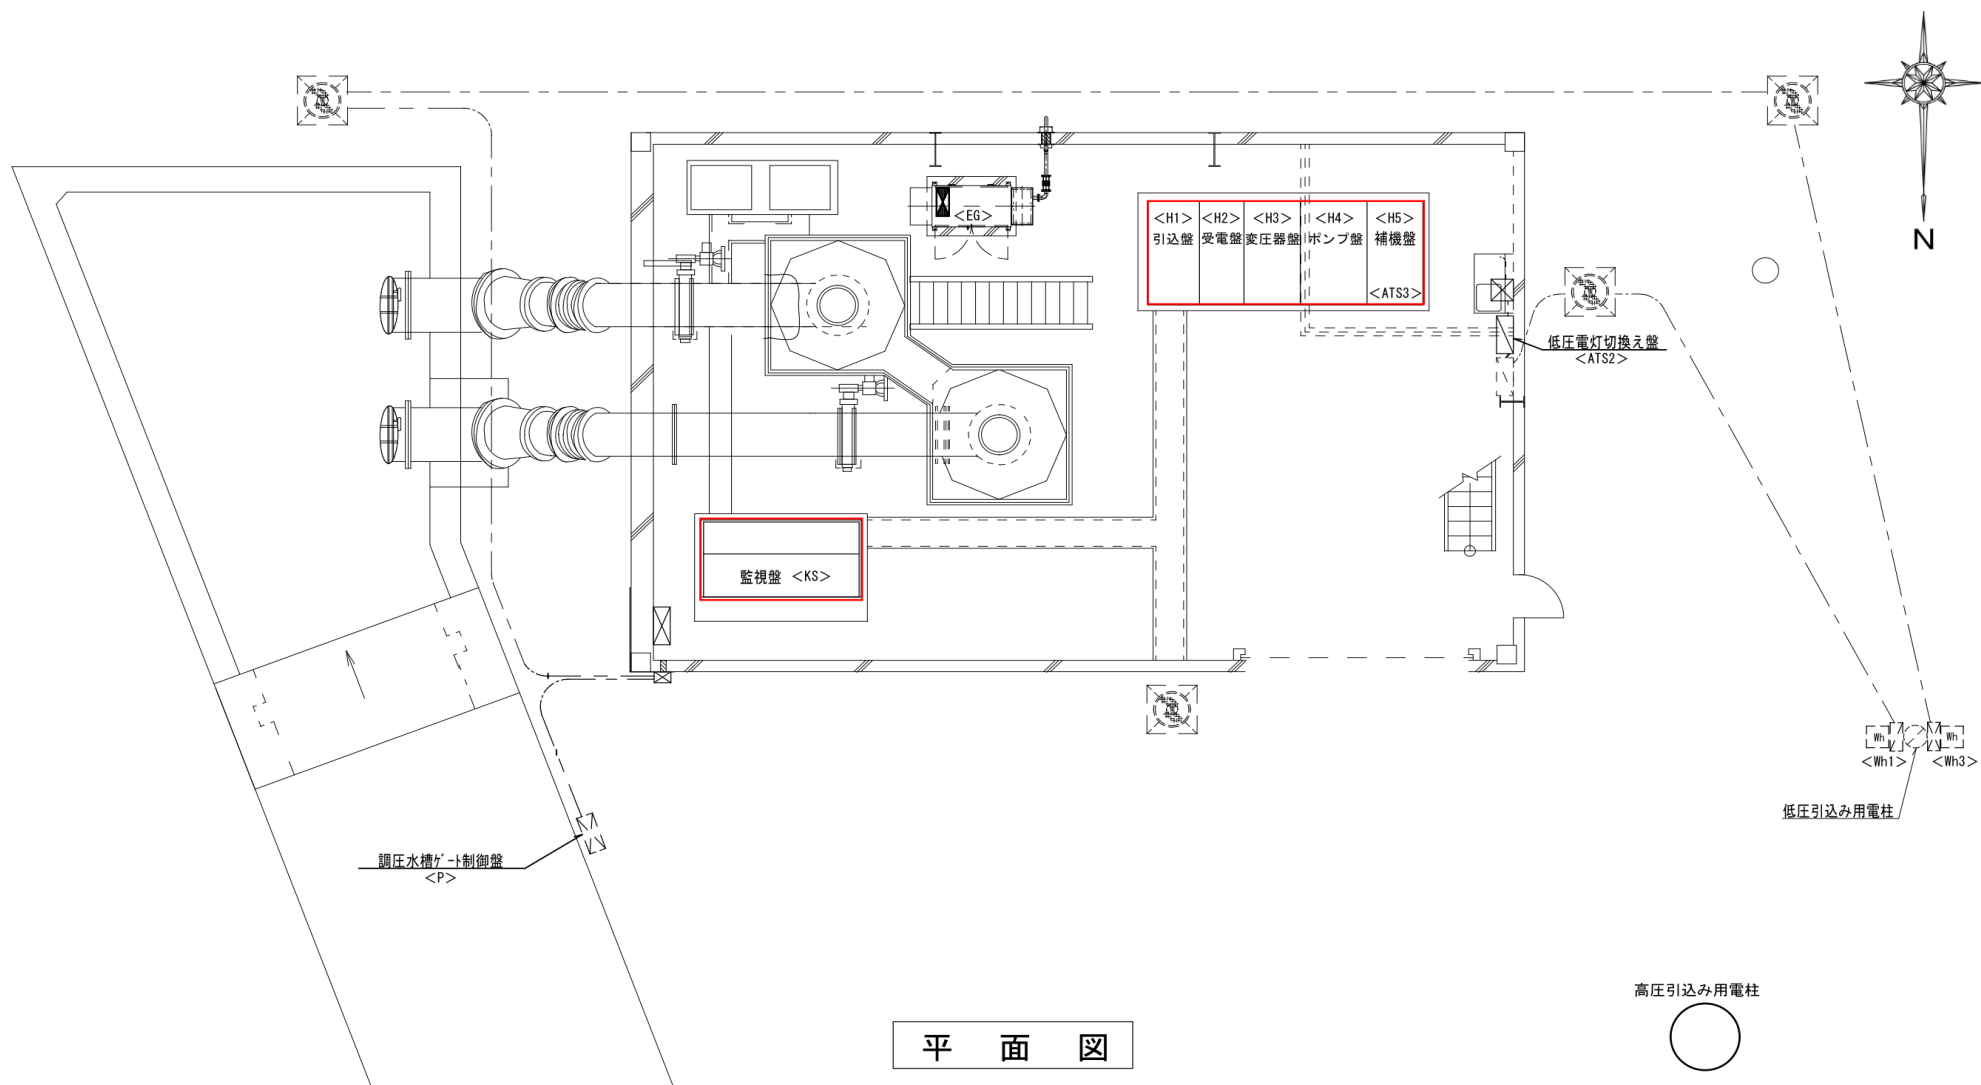 N
<EG>
<H1> <H2> <H3> <H4> <H5>
引込盤 受電盤 変圧器盤 ポンプ盤 補機盤
<ATS3>
低圧電灯切換え盤
<ATS2>
監視盤 <KS>
Wh Wh
<Wh1> <Wh3>
低圧引込み用電柱
調圧水槽ゲート制御盤
<P>
高圧引込み用電柱
平 面 図